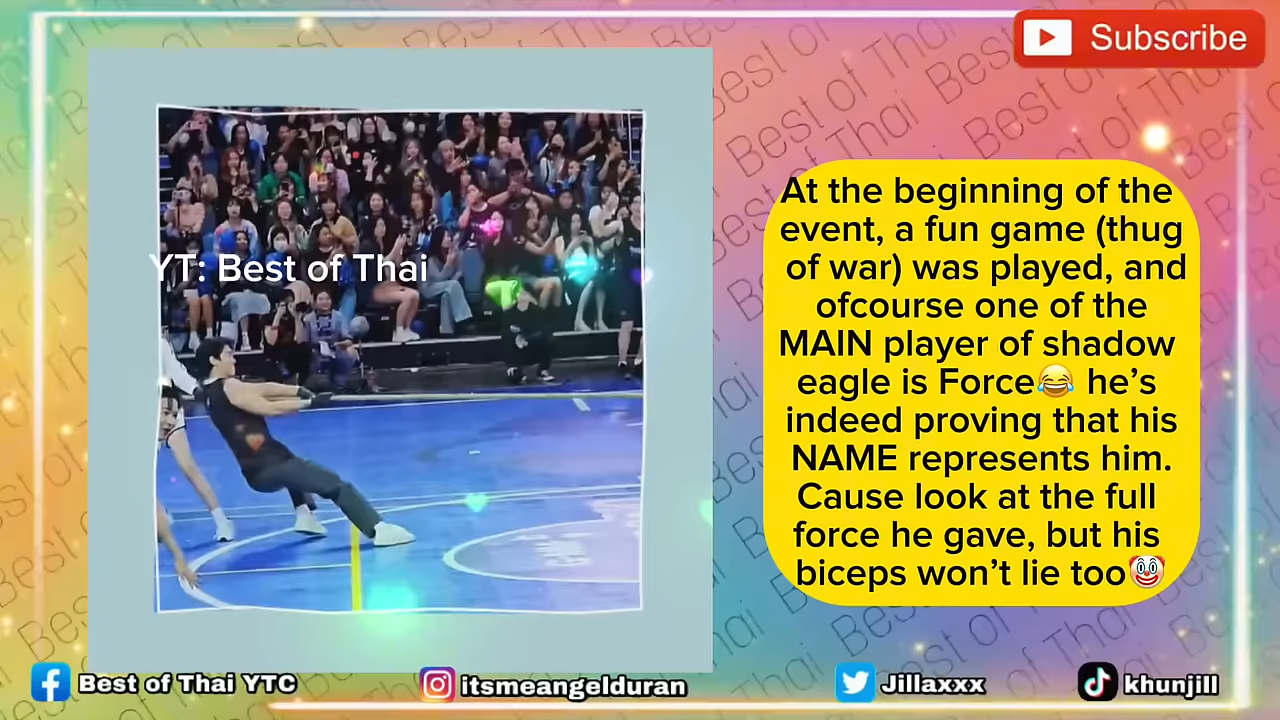 Subscribe
YT: Best of Thai
At the beginning of the
event, a fun game (thug
of war) was played, and
ofcourse one of the
MAIN player of shadow
eagle is Force😂 he’s
indeed proving that his
NAME represents him.
Cause look at the full
force he gave, but his
biceps won’t lie too🤡
Best of Thai YTC
itsmeangelduran
Jillaxxx
khunjill
Best of Thai